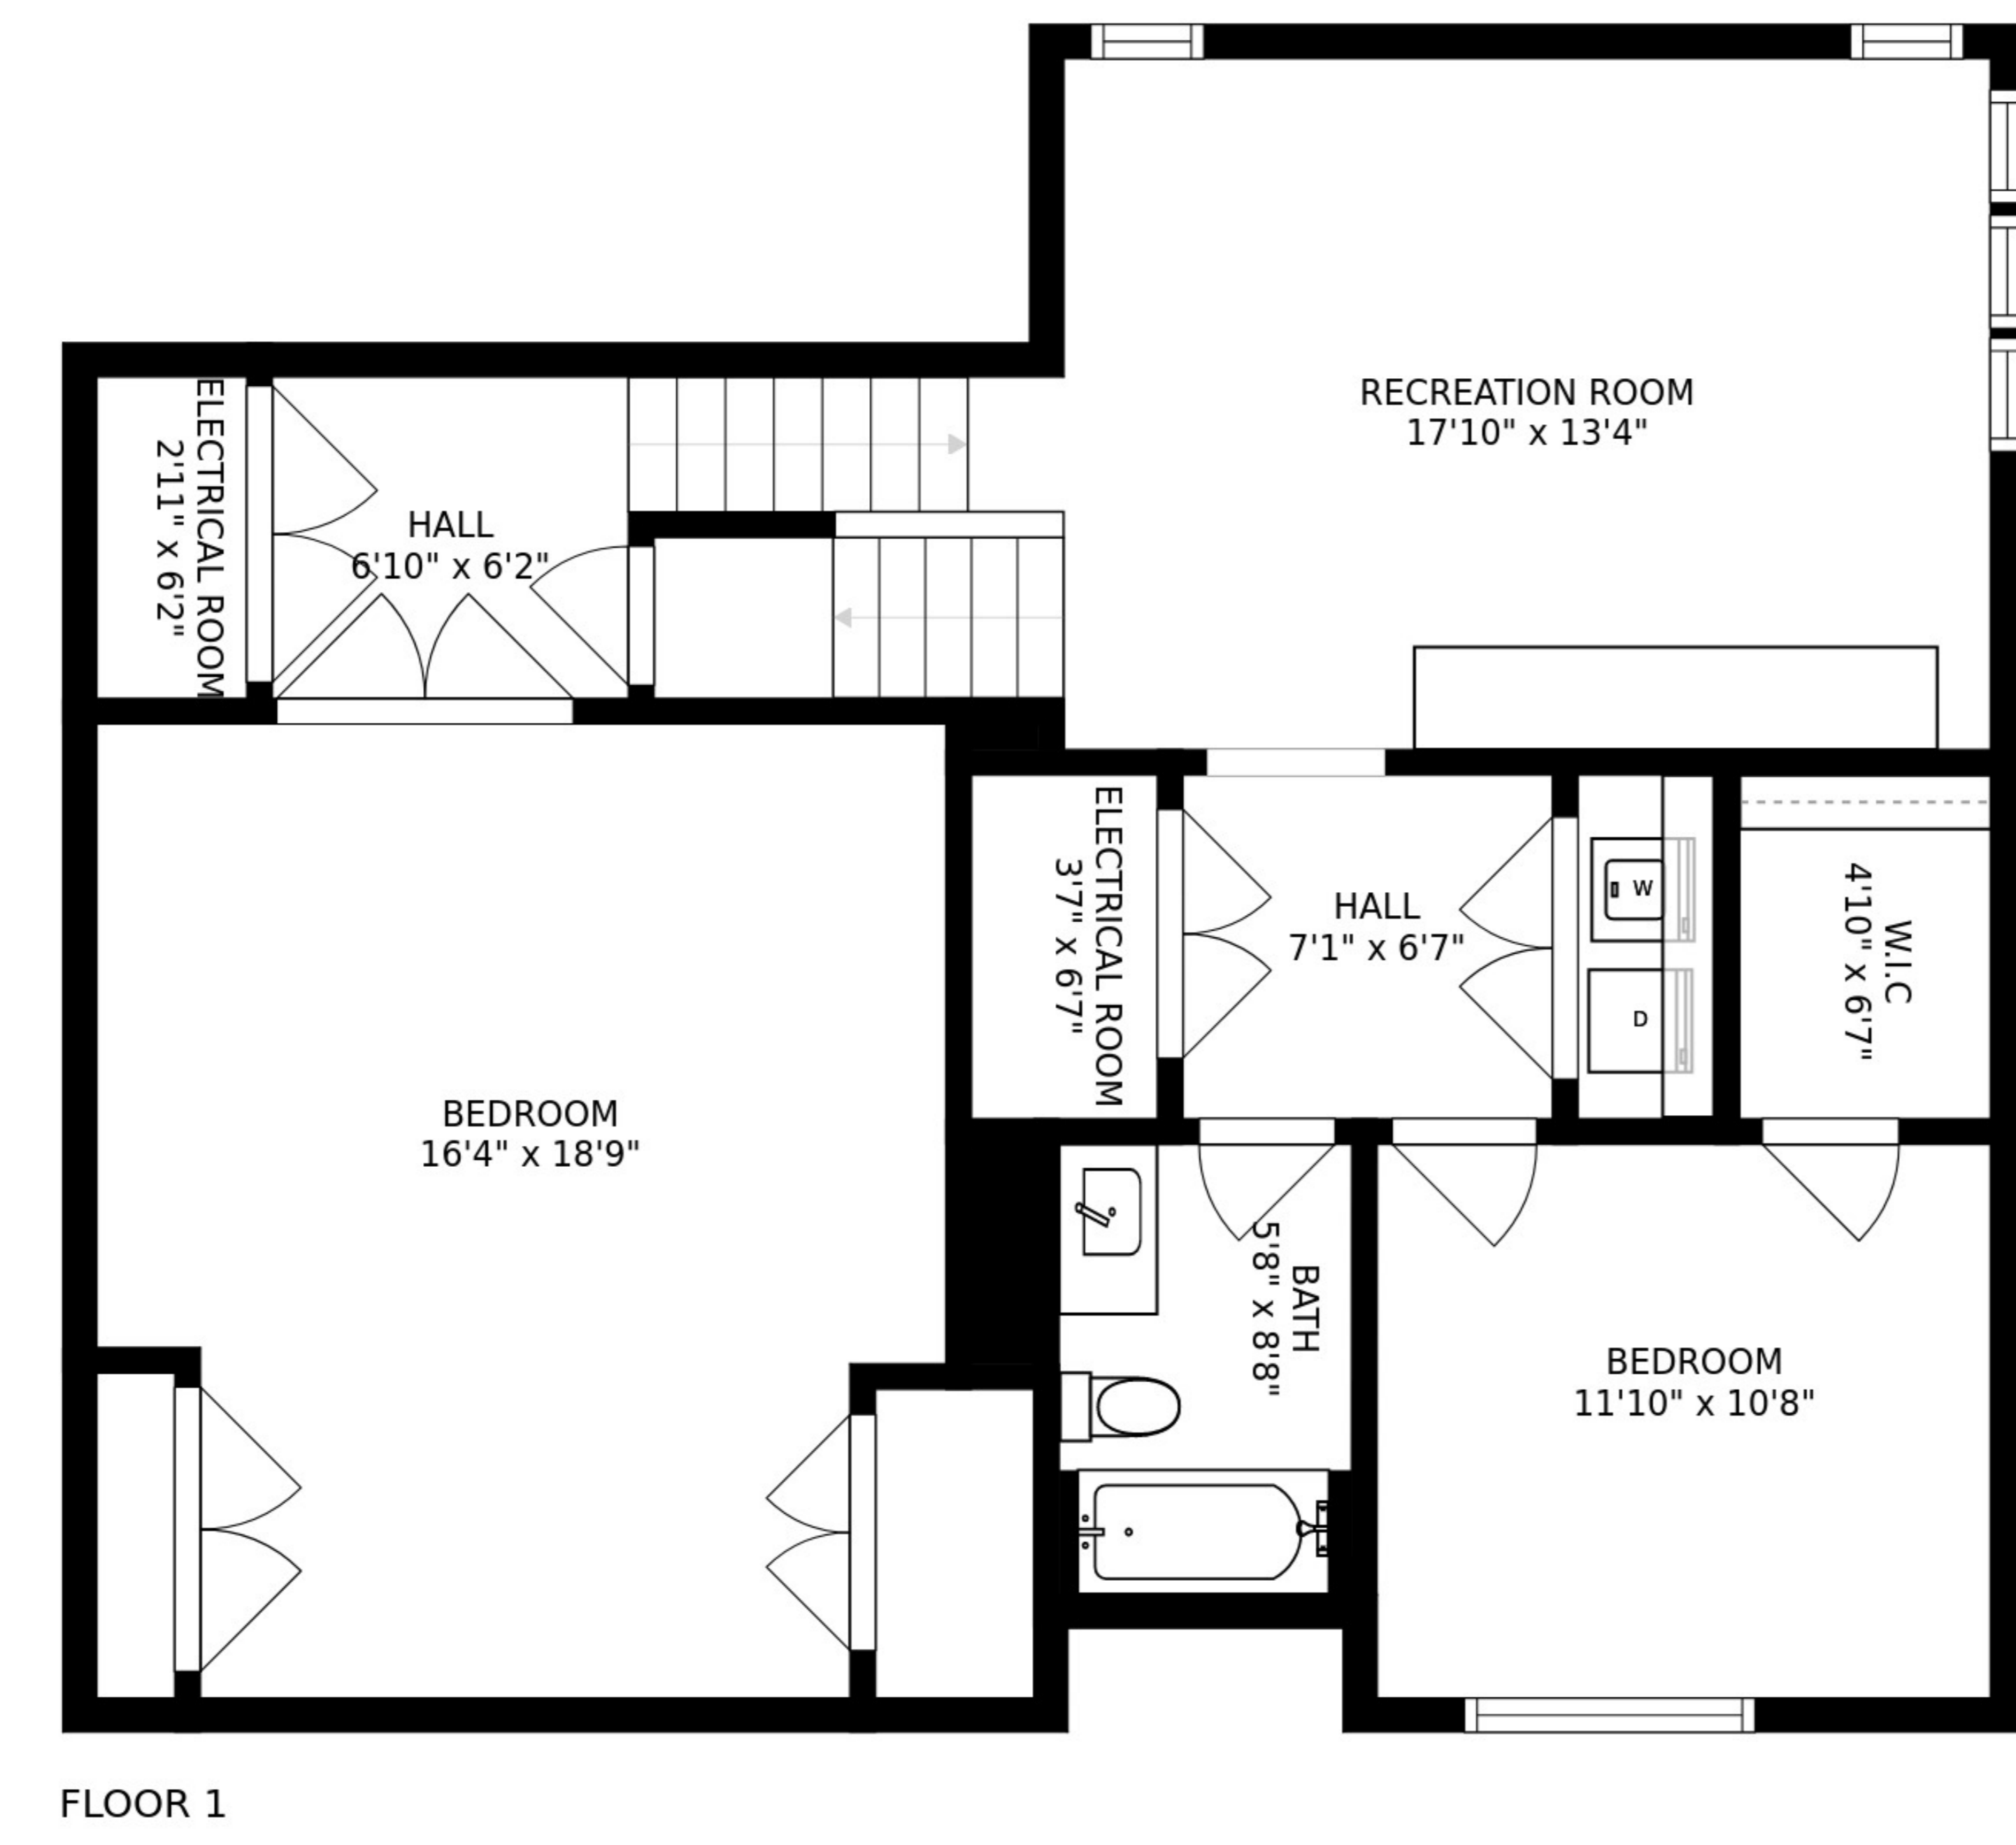 RECREATION ROOM
17'10" x 13'4"
ELECTRICAL ROOM
2'11" x 6'2"
HALL
6'10" x 6'2"
ELECTRICAL ROOM
3'7" x 6'7"
HALL
7'1" x 6'7"
W
D
W.I.C
4'10" x 6'7"
BEDROOM
16'4" x 18'9"
BATH
5'8" x 8'8"
BEDROOM
11'10" x 10'8"
FLOOR 1